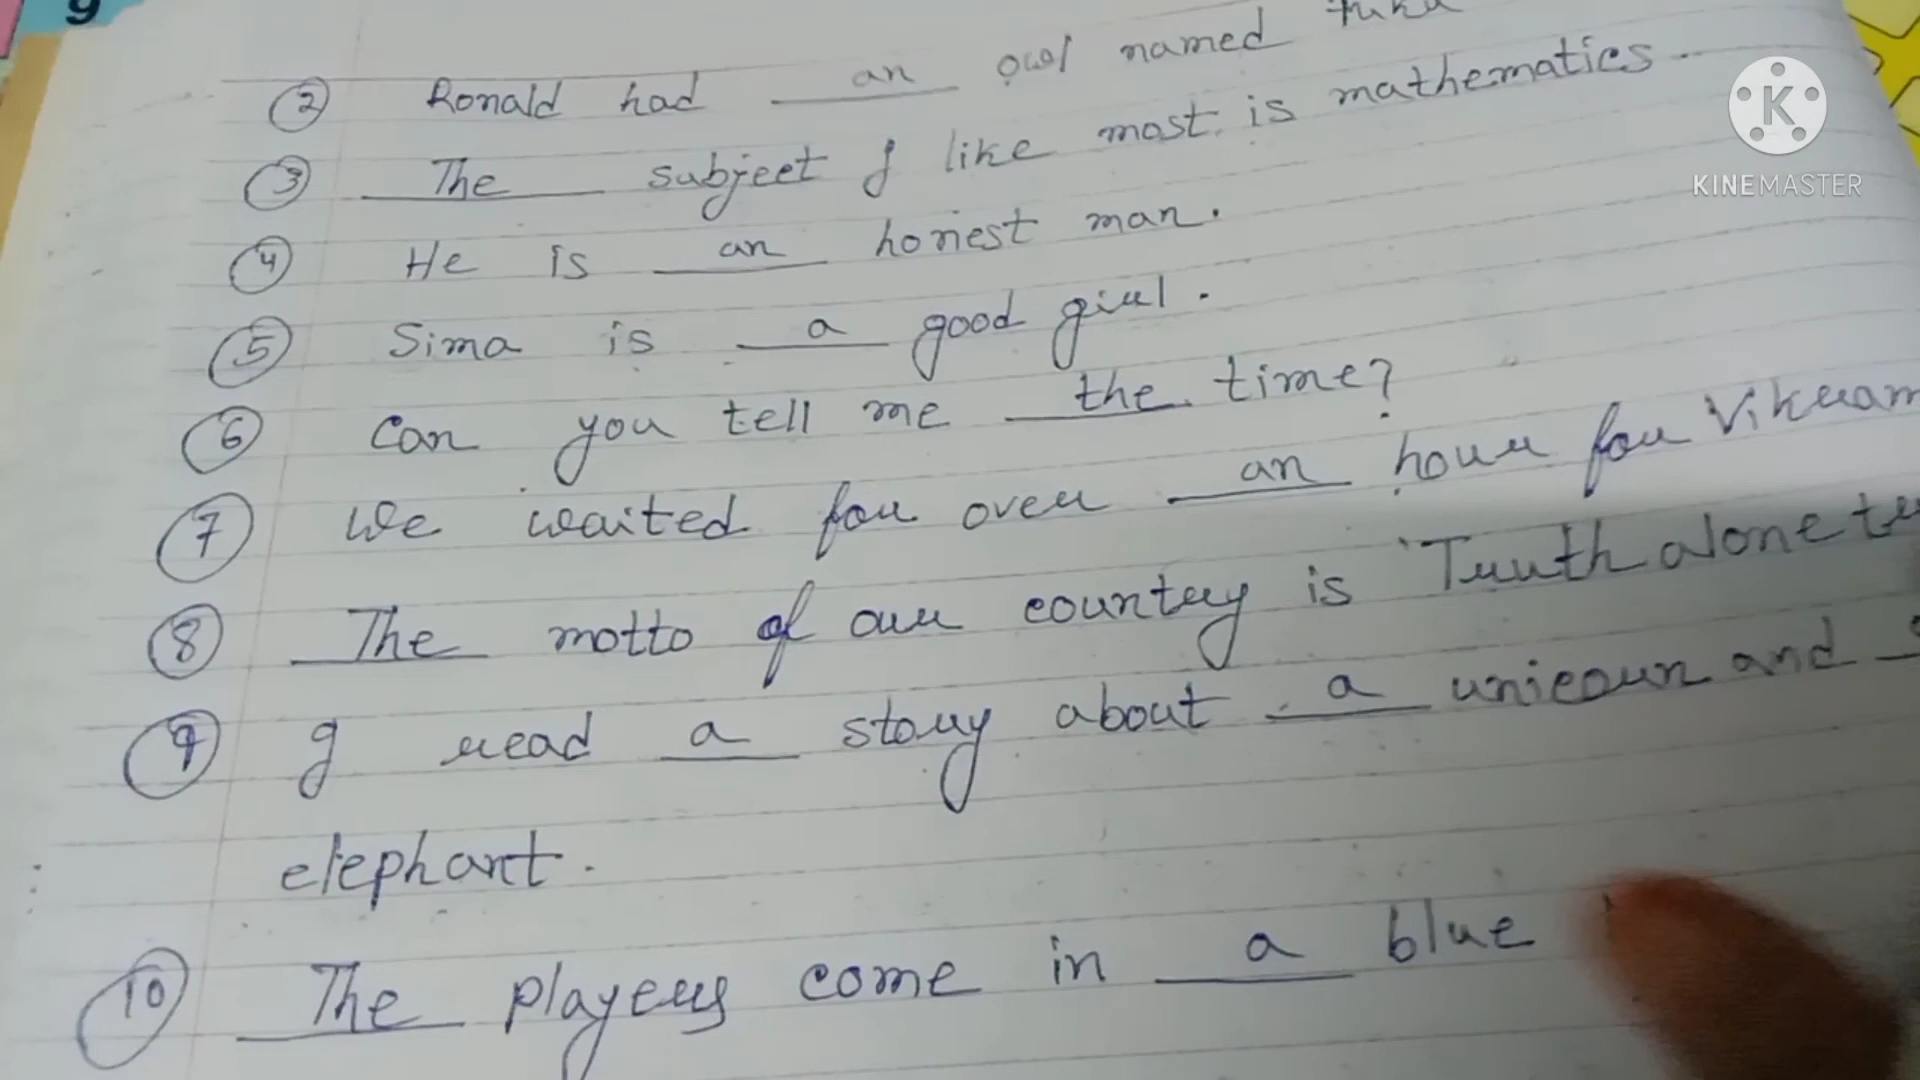 9
② Ronald had an owl named
③ The subject I like most is mathematics.
④ He is an honest man.
⑤ Sima is a good girl.
⑥ Can you tell me the time?
⑦ We waited for over an hour for Vikram
⑧ The motto of our country is 'Truth alone
⑨ I read a story about a unicorn and
elephant.
⑩ The players come in a blue
KINEMASTER